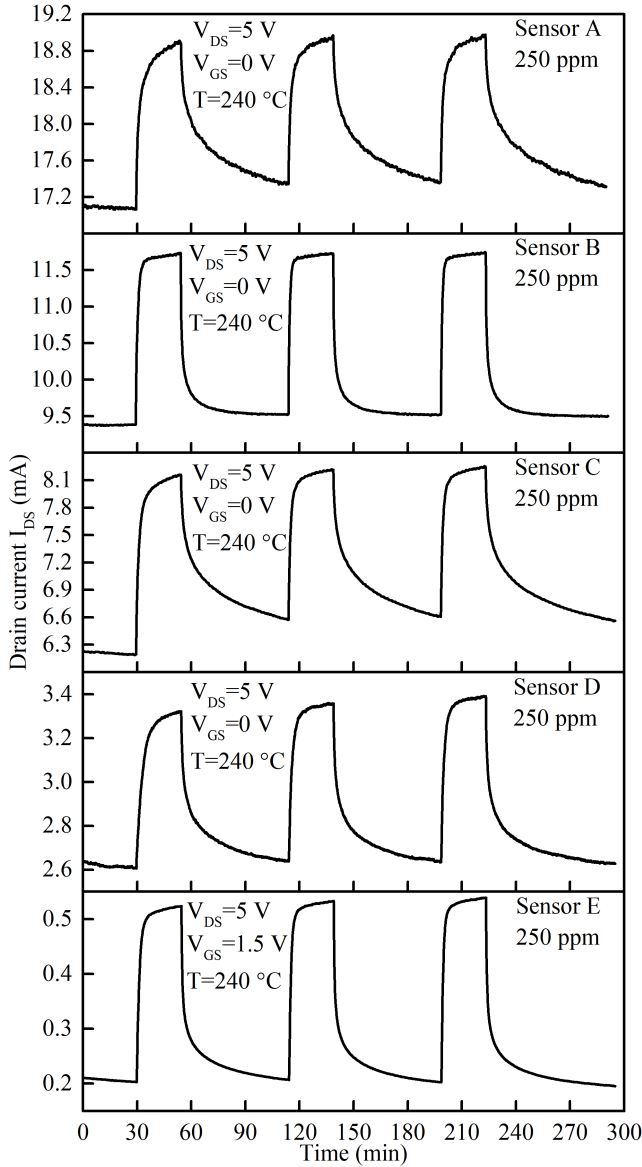 19.2
18.8
18.4
18.0
17.6
17.2
V_DS=5 V
V_GS=0 V
T=240 °C
Sensor A
250 ppm
11.5
11.0
10.5
10.0
9.5
V_DS=5 V
V_GS=0 V
T=240 °C
Sensor B
250 ppm
Drain current I_DS (mA)
8.1
7.8
7.5
7.2
6.9
6.6
6.3
V_DS=5 V
V_GS=0 V
T=240 °C
Sensor C
250 ppm
3.4
3.2
3.0
2.8
2.6
V_DS=5 V
V_GS=0 V
T=240 °C
Sensor D
250 ppm
0.5
0.4
0.3
0.2
V_DS=5 V
V_GS=1.5 V
T=240 °C
Sensor E
250 ppm
0 30 60 90 120 150 180 210 240 270 300
Time (min)